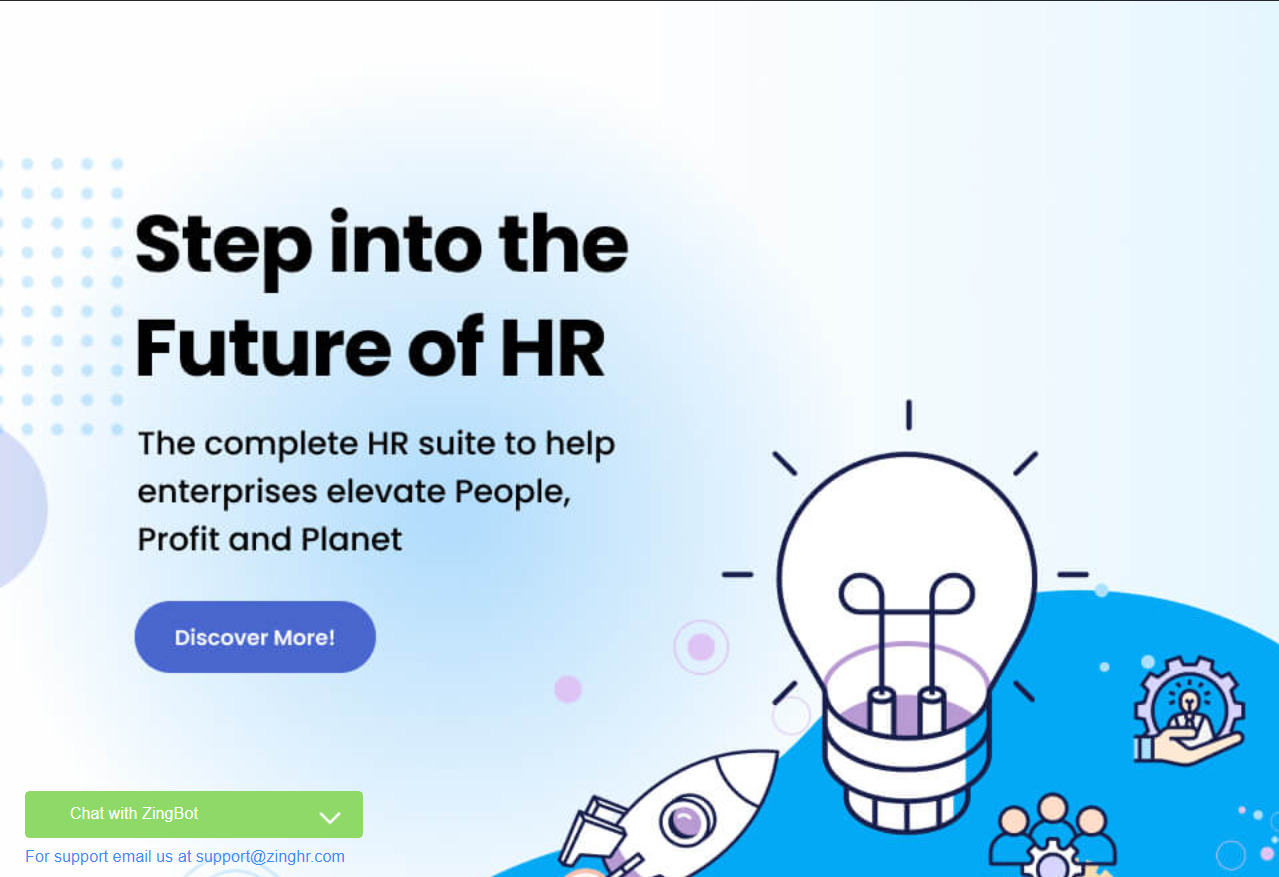 Step into the
Future of HR
The complete HR suite to help
enterprises elevate People,
Profit and Planet
Discover More!
Chat with ZingBot
For support email us at support@zinghr.com